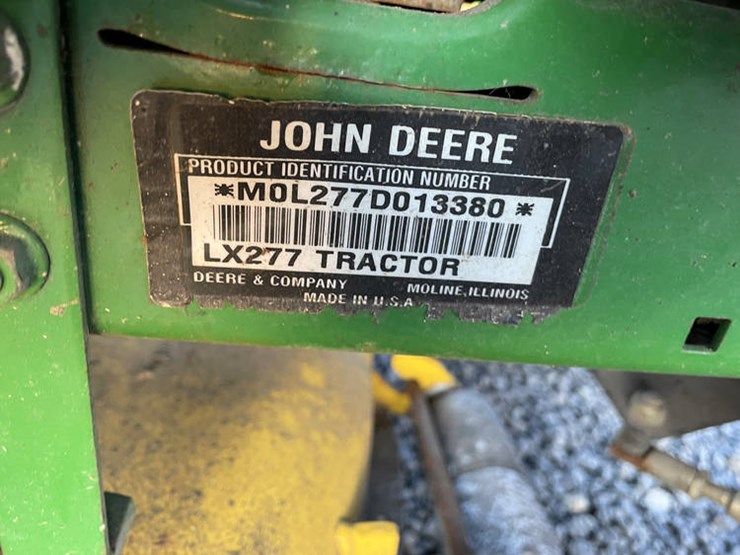 JOHN DEERE
PRODUCT IDENTIFICATION NUMBER
*M0L277D013380*
LX277 TRACTOR
DEERE & COMPANY MOLINE, ILLINOIS
MADE IN U.S.A